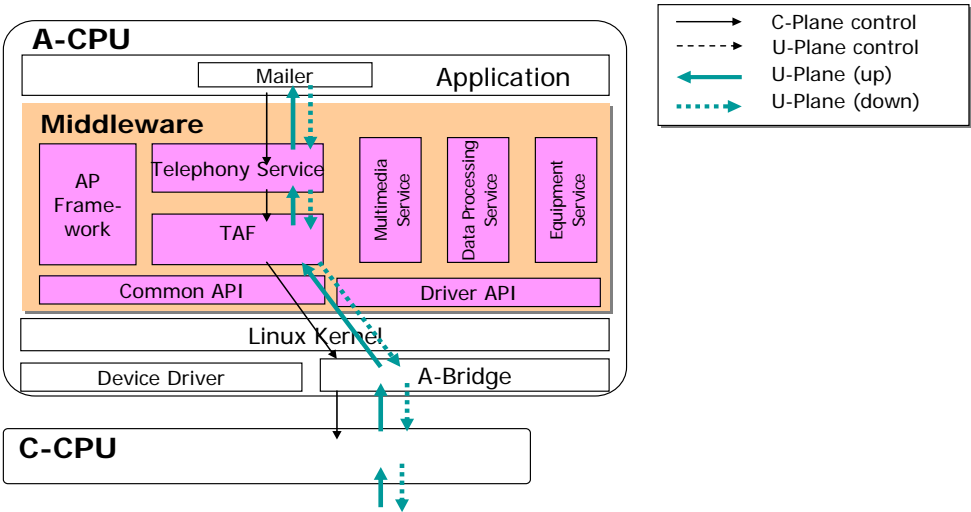 A-CPU
Mailer
Application
Middleware
AP
Frame-
work
Telephony Service
TAF
Multimedia
Service
Data Processing
Service
Equipment
Service
Common API
Driver API
Linux Kernel
Device Driver
A-Bridge
C-CPU
C-Plane control
U-Plane control
U-Plane (up)
U-Plane (down)